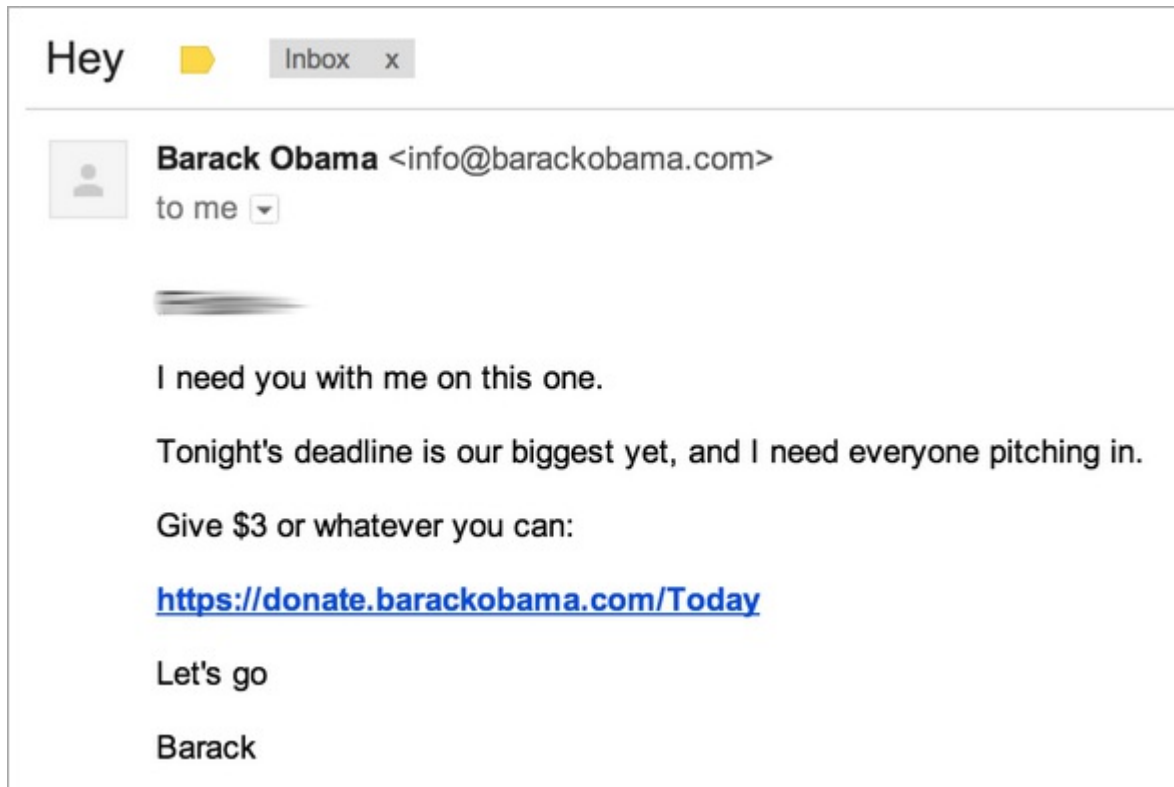 Hey Inbox x
Barack Obama <info@barackobama.com>
to me
I need you with me on this one.
Tonight's deadline is our biggest yet, and I need everyone pitching in.
Give $3 or whatever you can:
https://donate.barackobama.com/Today
Let's go
Barack